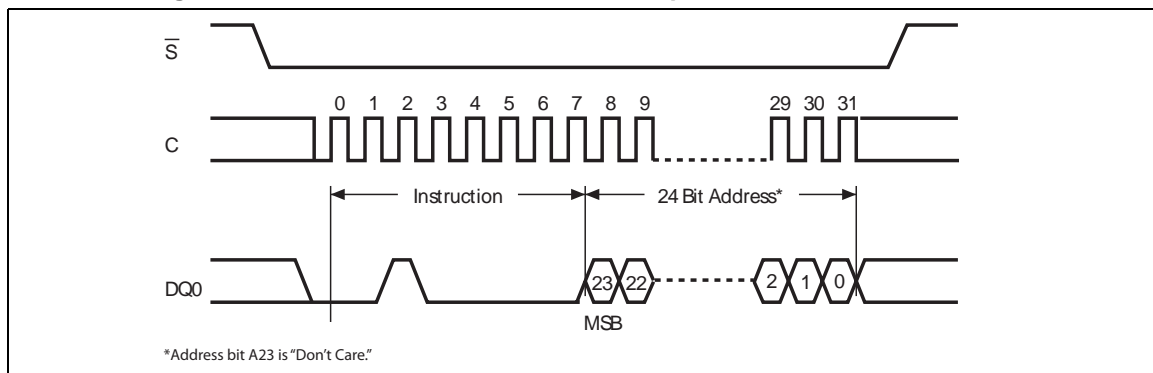 S
0 1 2 3 4 5 6 7 8 9 29 30 31
C
Instruction 24 Bit Address*
DQ0 23 22 2 1 0
MSB
*Address bit A23 is “Don’t Care.”